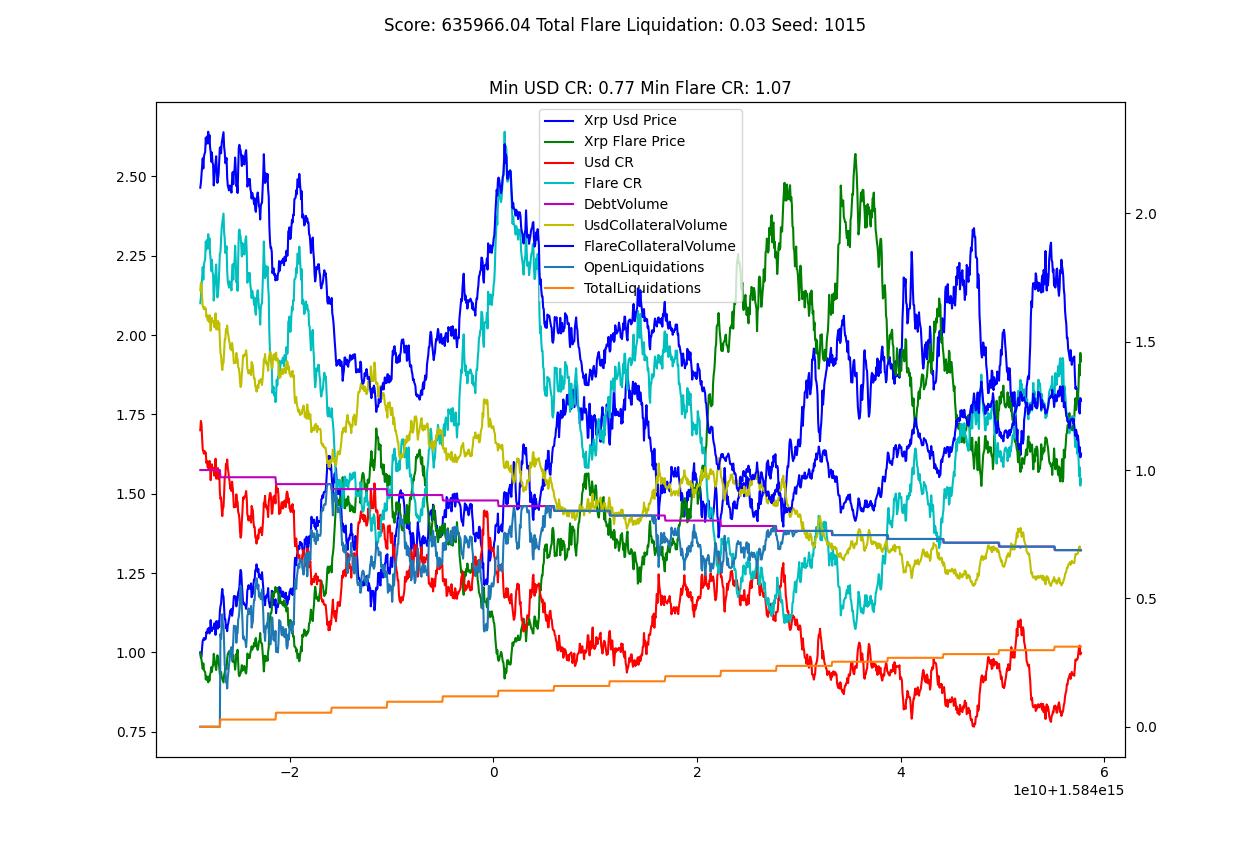 Score: 635966.04 Total Flare Liquidation: 0.03 Seed: 1015
Min USD CR: 0.77 Min Flare CR: 1.07
Xrp Usd Price
Xrp Flare Price
Usd CR
Flare CR
DebtVolume
UsdCollateralVolume
FlareCollateralVolume
OpenLiquidations
TotalLiquidations
2.50
2.25
2.00
1.75
1.50
1.25
1.00
0.75
2.0
1.5
1.0
0.5
0.0
−2 0 2 4 6
1e10+1.584e15